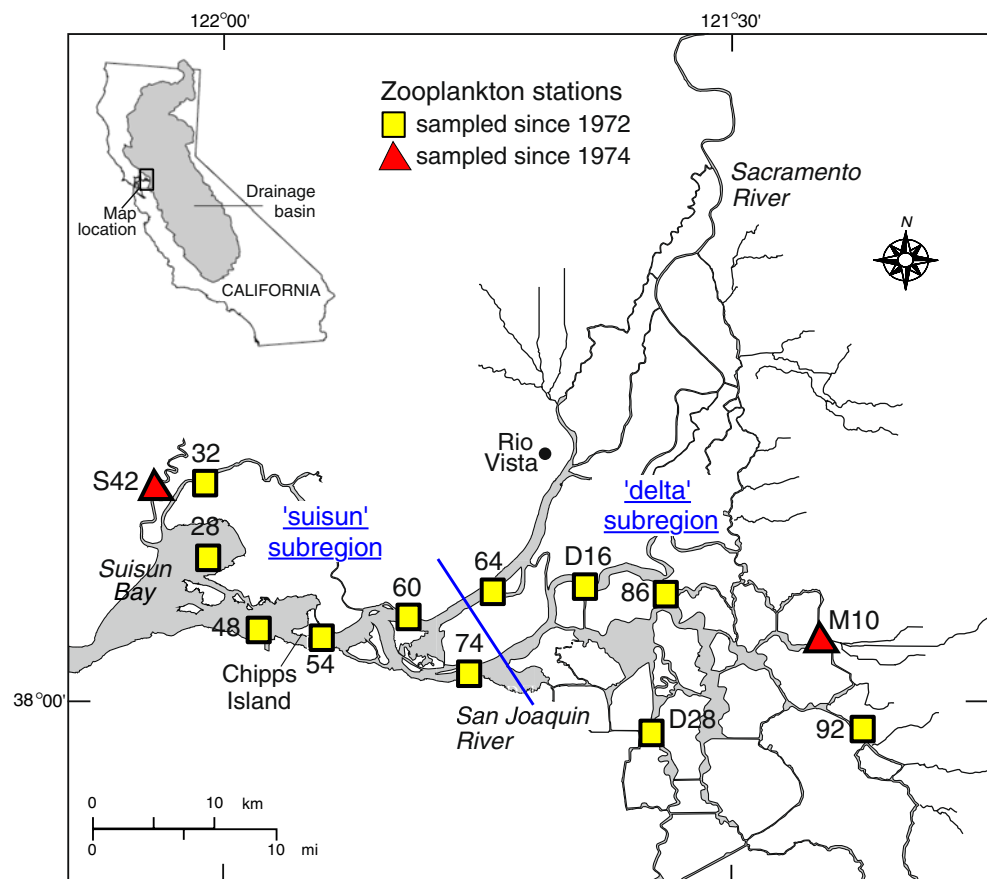 122°00'
121°30'
Zooplankton stations
sampled since 1972
sampled since 1974
Sacramento
River
N
Drainage
basin
Map
location
CALIFORNIA
Rio
Vista
'delta'
subregion
32
S42
'suisun'
subregion
28
Suisun
Bay
64
D16
60
86
M10
48
54
74
Chipps
Island
38°00'
San Joaquin
River
D28
92
0
10
km
0
10
mi